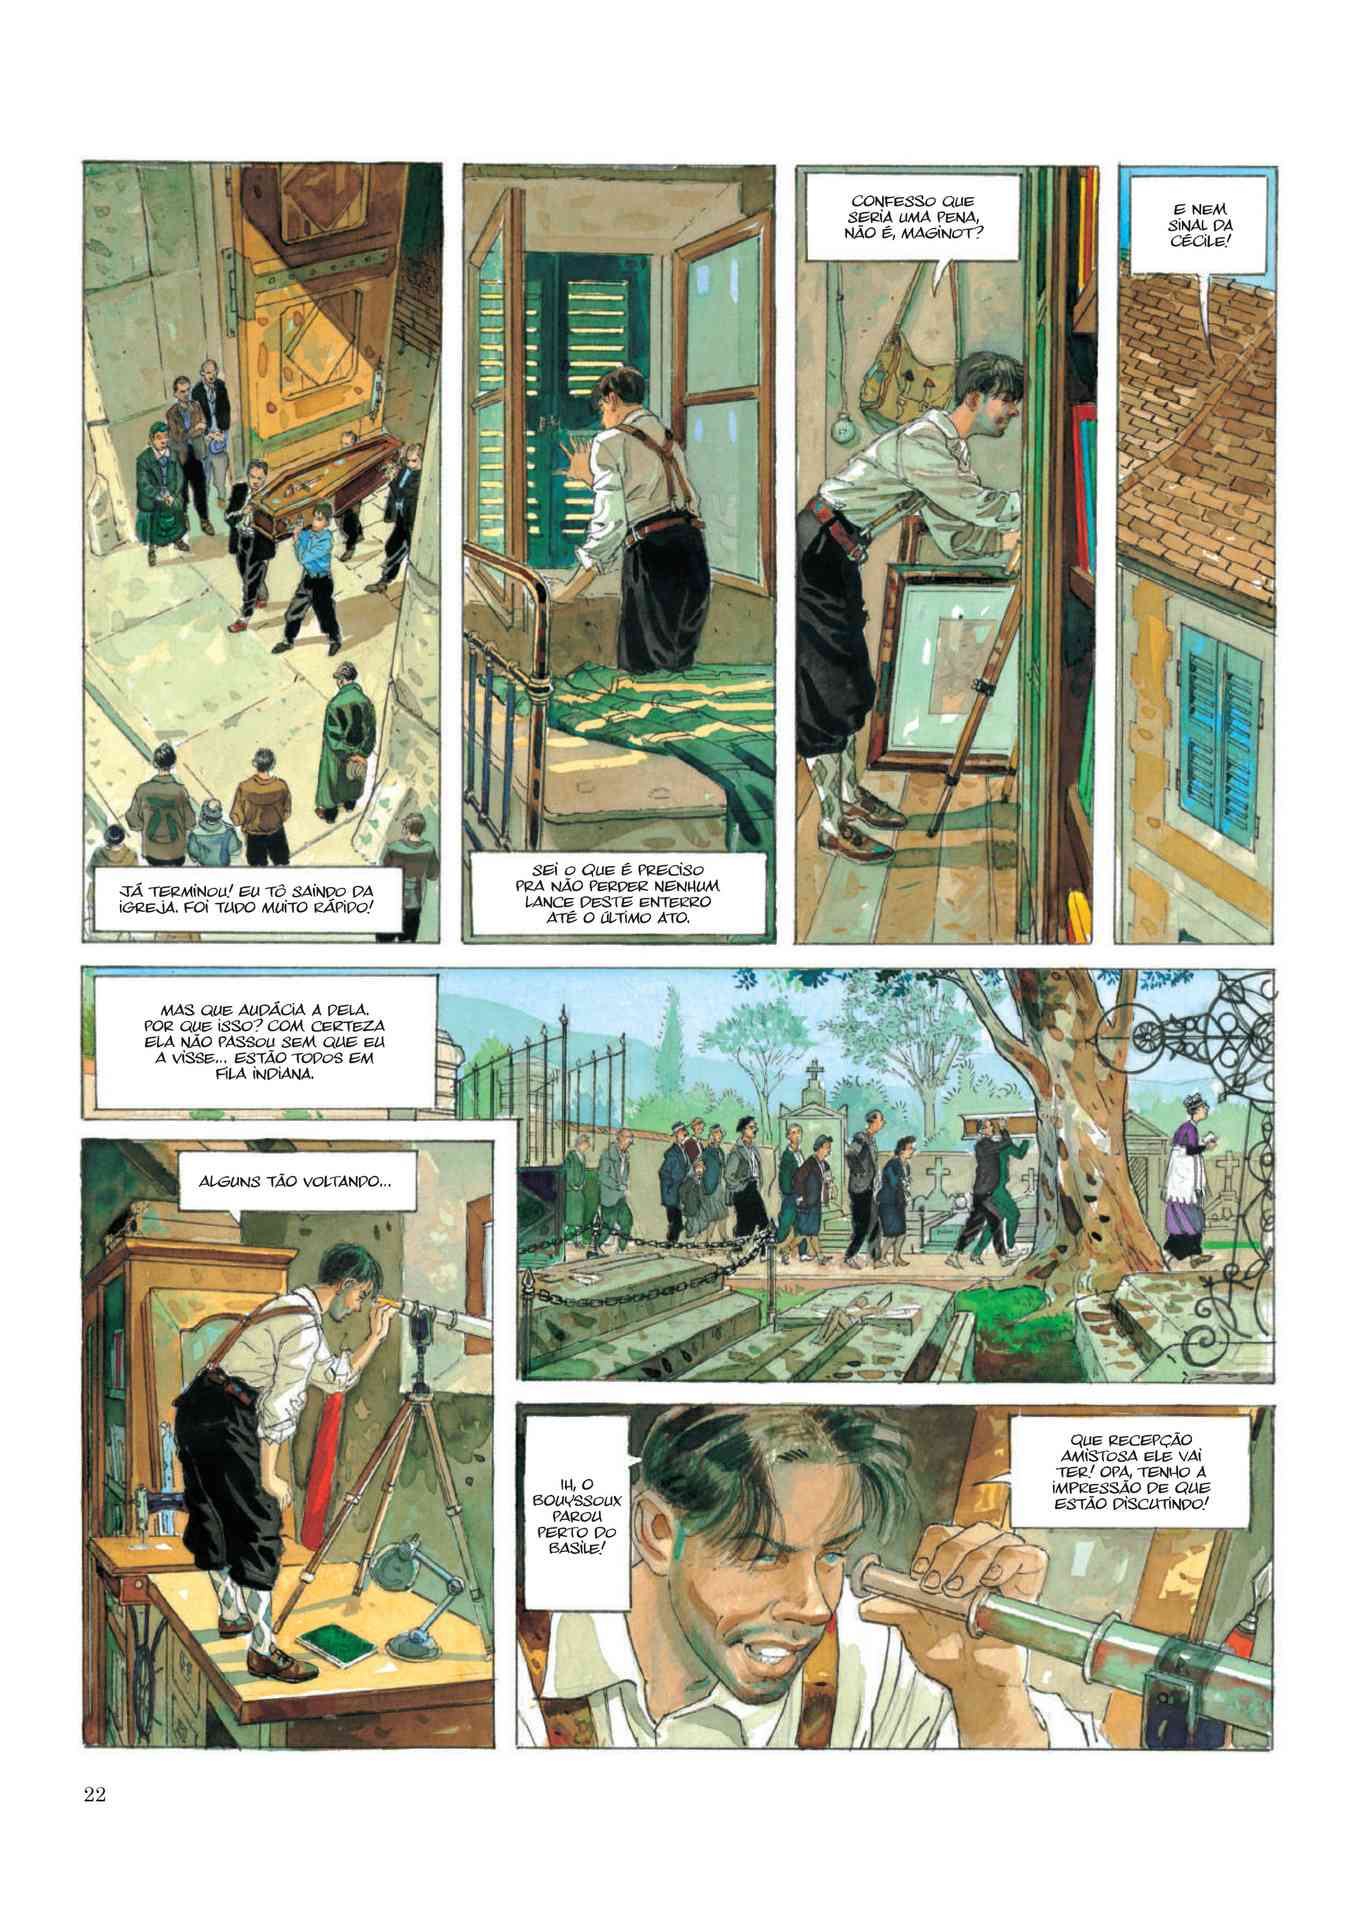 JÁ TERMINOU! EU TÔ SAINDO DA
IGREJA. FOI TUDO MUITO RÁPIDO!
SEI O QUE É PRECISO
PRA NÃO PERDER NENHUM
LANCE DESTE ENTERRO
ATÉ O ÚLTIMO ATO.
CONFESSO QUE
SERIA UMA PENA,
NÃO É, MAGINOT?
E NEM
SINAL DA
CÉCILE!
MAS QUE AUDÁCIA A DELA.
POR QUE ISSO? COM CERTEZA
ELA NÃO PASSOU SEM QUE EU
A VISSE... ESTÃO TODOS EM
FILA INDIANA.
ALGUNS TÃO VOLTANDO...
IH, O
BOUYSSOUX
PAROU
PERTO DO
BASILE!
QUE RECEPÇÃO
AMISTOSA ELE VAI
TER! OPA, TENHO A
IMPRESSÃO DE QUE
ESTÃO DISCUTINDO!
22